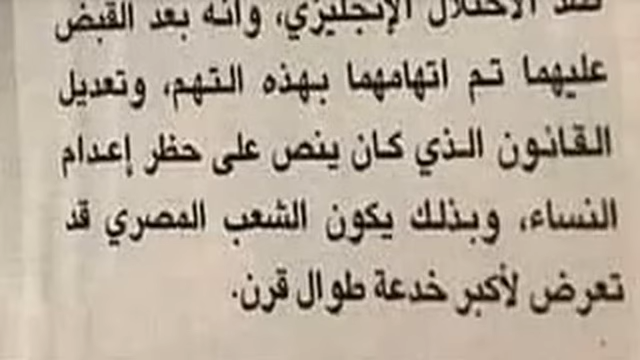 ضد الاحتلال الإنجليزي، وأنه بعد القبض
عليهما تم اتهامهما بهذه التهم، وتعديل
القانون الذي كان ينص على حظر إعدام
النساء، وبذلك يكون الشعب المصري قد
تعرض لأكبر خدعة طوال قرن.